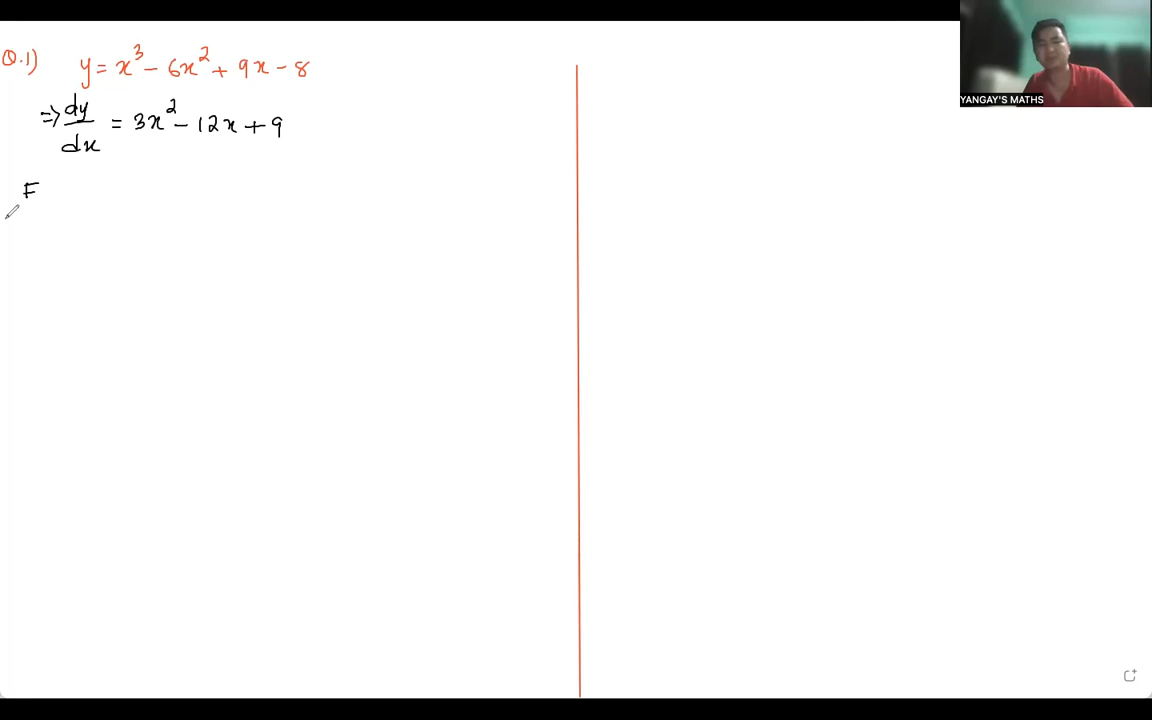 Q.1) y = x³ - 6x² + 9x - 8
⇒ dy/dx = 3x² - 12x + 9
F
YANGAY'S MATHS